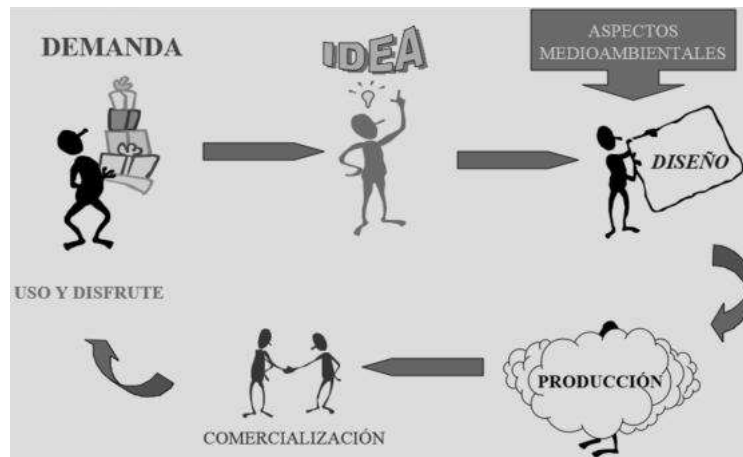 DEMANDA
IDEA
ASPECTOS
MEDIOAMBIENTALES
DISEÑO
USO Y DISFRUTE
PRODUCCIÓN
COMERCIALIZACIÓN